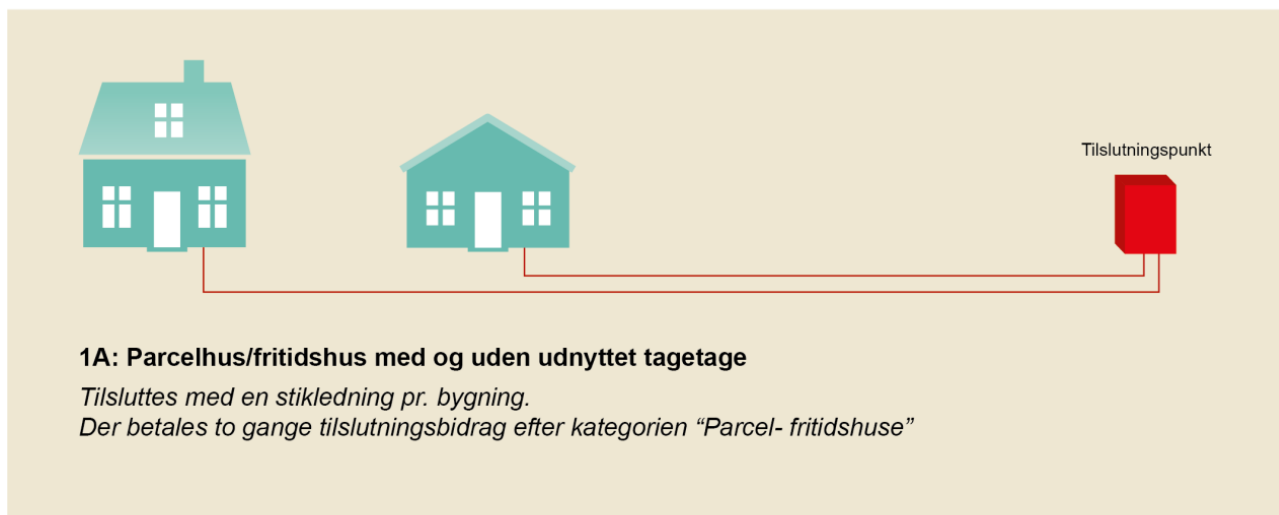 Tilslutningspunkt
1A: Parcelhus/fritidshus med og uden udnyttet tagetage
Tilsluttes med en stikledning pr. bygning.
Der betales to gange tilslutningsbidrag efter kategorien “Parcel- fritidshuse”